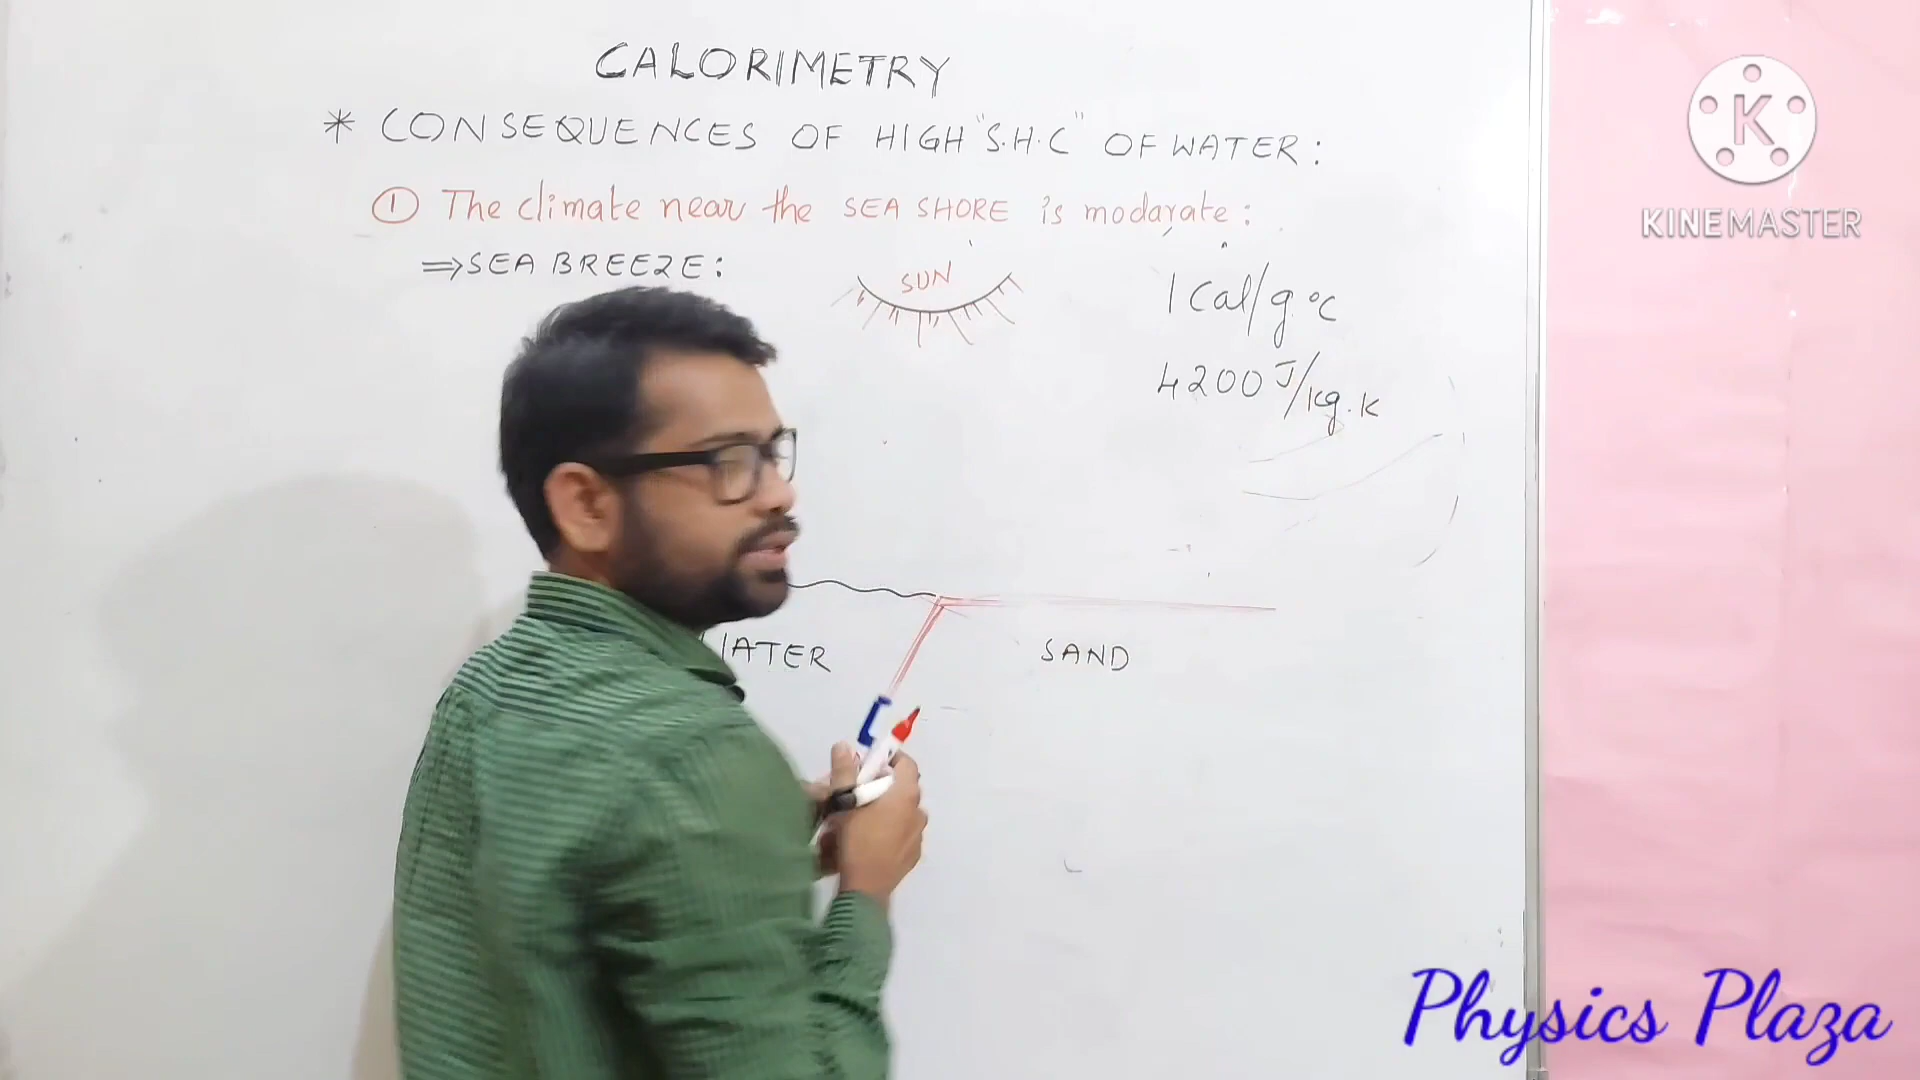 CALORIMETRY
* CONSEQUENCES OF HIGH "S.H.C" OF WATER:
① The climate near the SEA SHORE is modarate:
⇒ SEA BREEZE:
SUN
1 Cal/g °C
4200 J/kg.K
WATER
SAND
K
KINEMASTER
Physics Plaza